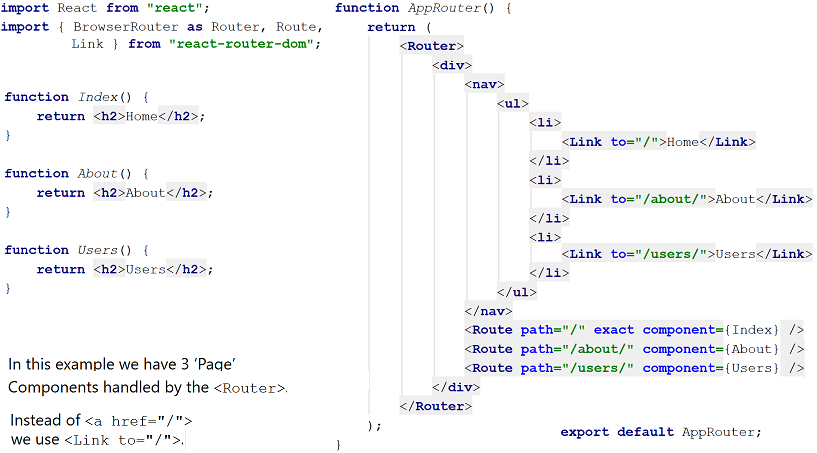 import React from "react";
import { BrowserRouter as Router, Route,
Link } from "react-router-dom";
function Index() {
return <h2>Home</h2>;
}
function About() {
return <h2>About</h2>;
}
function Users() {
return <h2>Users</h2>;
}
In this example we have 3 ‘Page’
Components handled by the <Router>.
Instead of <a href="/">
we use <Link to="/">.
function AppRouter() {
return (
<Router>
<div>
<nav>
<ul>
<li>
<Link to="/">Home</Link>
</li>
<li>
<Link to="/about/">About</Link>
</li>
<li>
<Link to="/users/">Users</Link>
</li>
</ul>
</nav>
<Route path="/" exact component={Index} />
<Route path="/about/" component={About} />
<Route path="/users/" component={Users} />
</div>
</Router>
);
}
export default AppRouter;